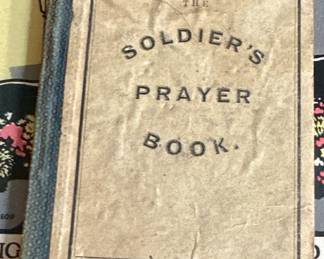 THE
SOLDIER'S
PRAYER
BOOK.